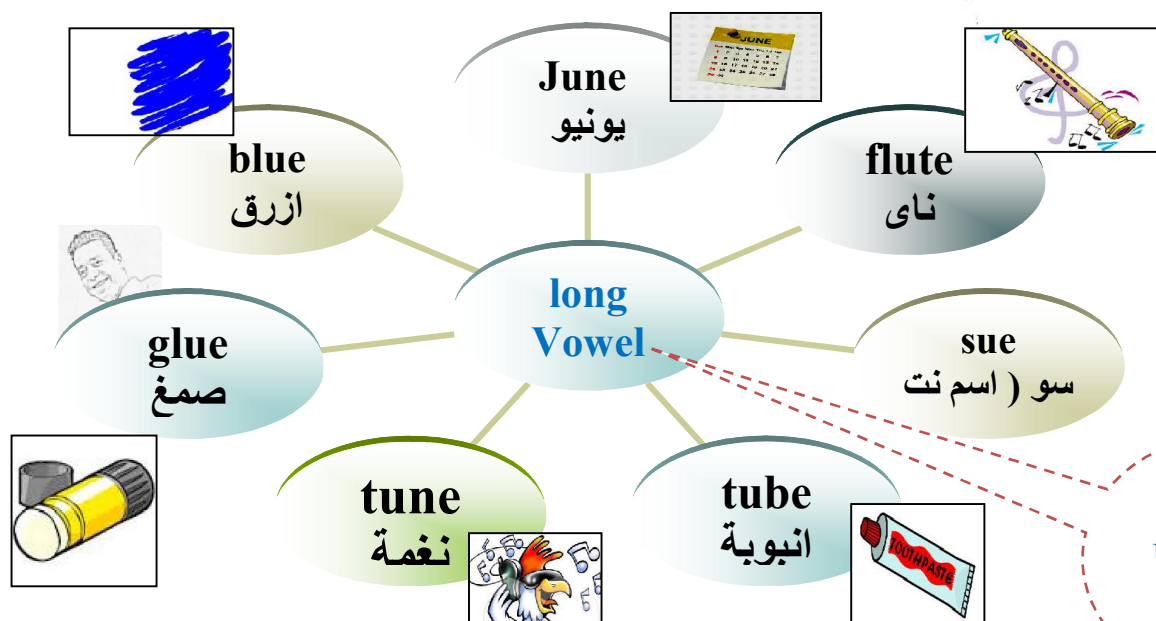 JUNE
June
يونيو
flute
ناى
blue
ازرق
long
Vowel
sue
سو ( اسم نت
glue
صمغ
tune
نغمة
tube
انبوبة
TOOTHPASTE